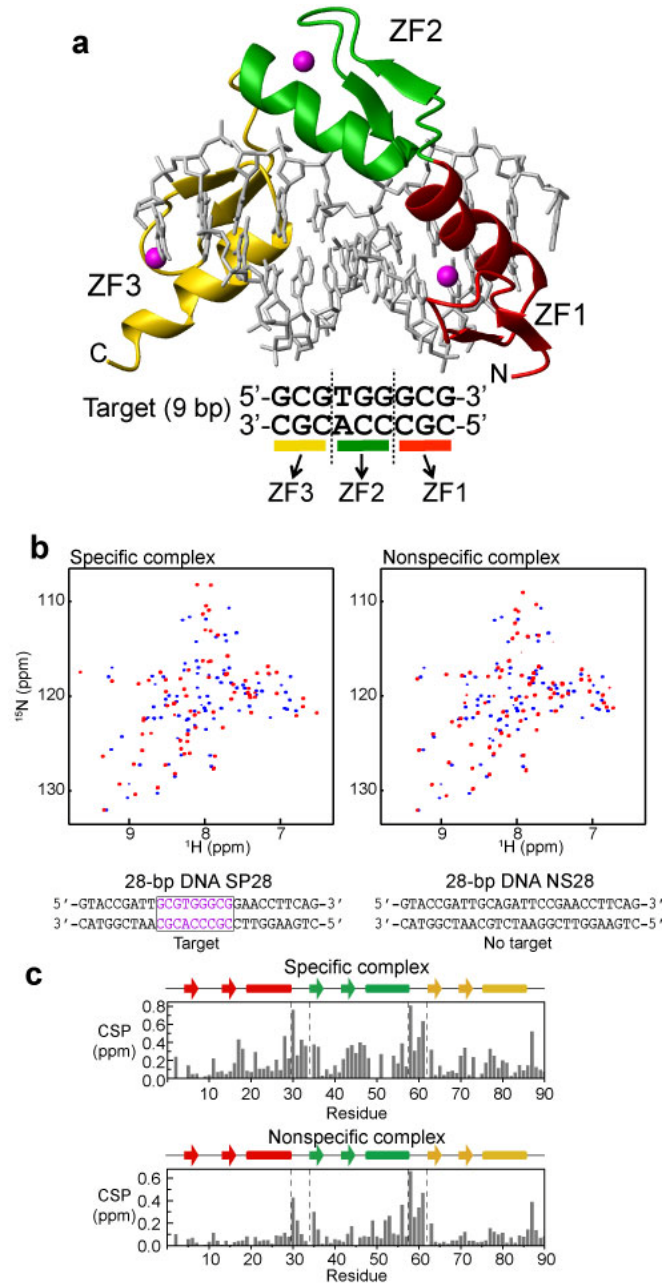 a
ZF2
ZF3
ZF1
C
N
Target (9 bp)
5’-GCGTGGGCG-3’
3’-CGCACCCGC-5’
ZF3 ZF2 ZF1
b
Specific complex Nonspecific complex
110 110
120 120
130 130
15N (ppm)
9 8 7 9 8 7
1H (ppm) 1H (ppm)
28-bp DNA SP28 28-bp DNA NS28
5’-GTACCGATTGCGTGGGCGGAACCTTCAG-3’ 5’-GTACCGATTGCAGATTCCGAACCTTCAG-3’
3’-CATGGCTAACGCACCCGCCTTGGAAGTC-5’ 3’-CATGGCTAACGTCTAAGGCTTGGAAGTC-5’
Target No target
c
Specific complex
CSP (ppm)
0.8
0.6
0.4
0.2
0.0
10 20 30 40 50 60 70 80 90
Residue
Nonspecific complex
CSP (ppm)
0.6
0.4
0.2
0.0
10 20 30 40 50 60 70 80 90
Residue